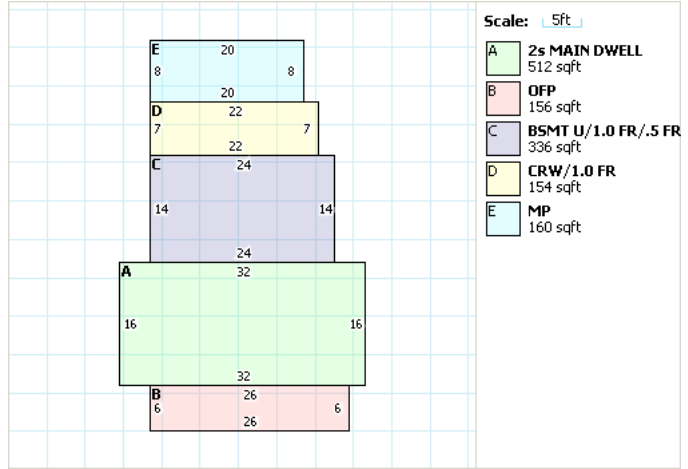 Scale: 5ft
A 2s MAIN DWELL
512 sqft
B OFP
156 sqft
C BSMT U/1.0 FR/.5 FR
336 sqft
D CRW/1.0 FR
154 sqft
E MP
160 sqft
E 20
8 8
20
D 22
7 7
22
C 24
14 14
24
A 32
16 16
32
B 26
6 6
26